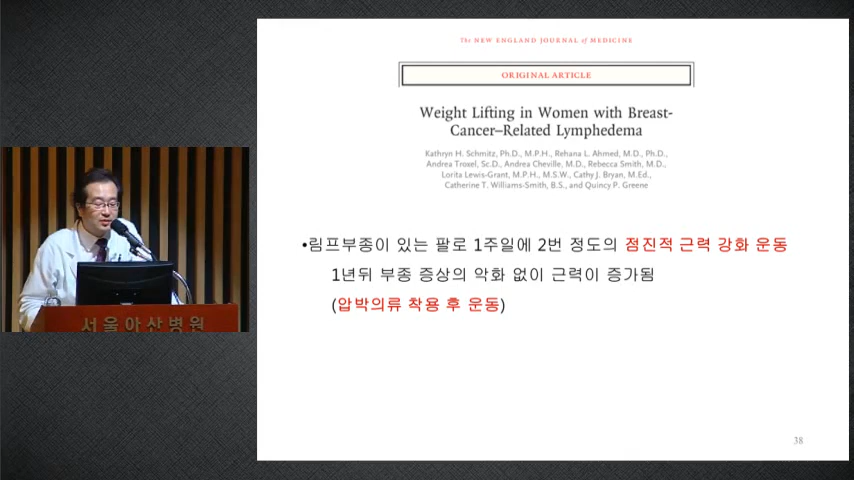 The NEW ENGLAND JOURNAL of MEDICINE
ORIGINAL ARTICLE
Weight Lifting in Women with Breast-
Cancer–Related Lymphedema
Kathryn H. Schmitz, Ph.D., M.P.H., Rehana L. Ahmed, M.D., Ph.D.,
Andrea Troxel, Sc.D., Andrea Cheville, M.D., Rebecca Smith, M.D.,
Lorita Lewis-Grant, M.P.H., M.S.W., Cathy J. Bryan, M.Ed.,
Catherine T. Williams-Smith, B.S., and Quincy P. Greene
•림프부종이 있는 팔로 1주일에 2번 정도의 점진적 근력 강화 운동
1년뒤 부종 증상의 악화 없이 근력이 증가됨
(압박의류 착용 후 운동)
서울아산병원
38